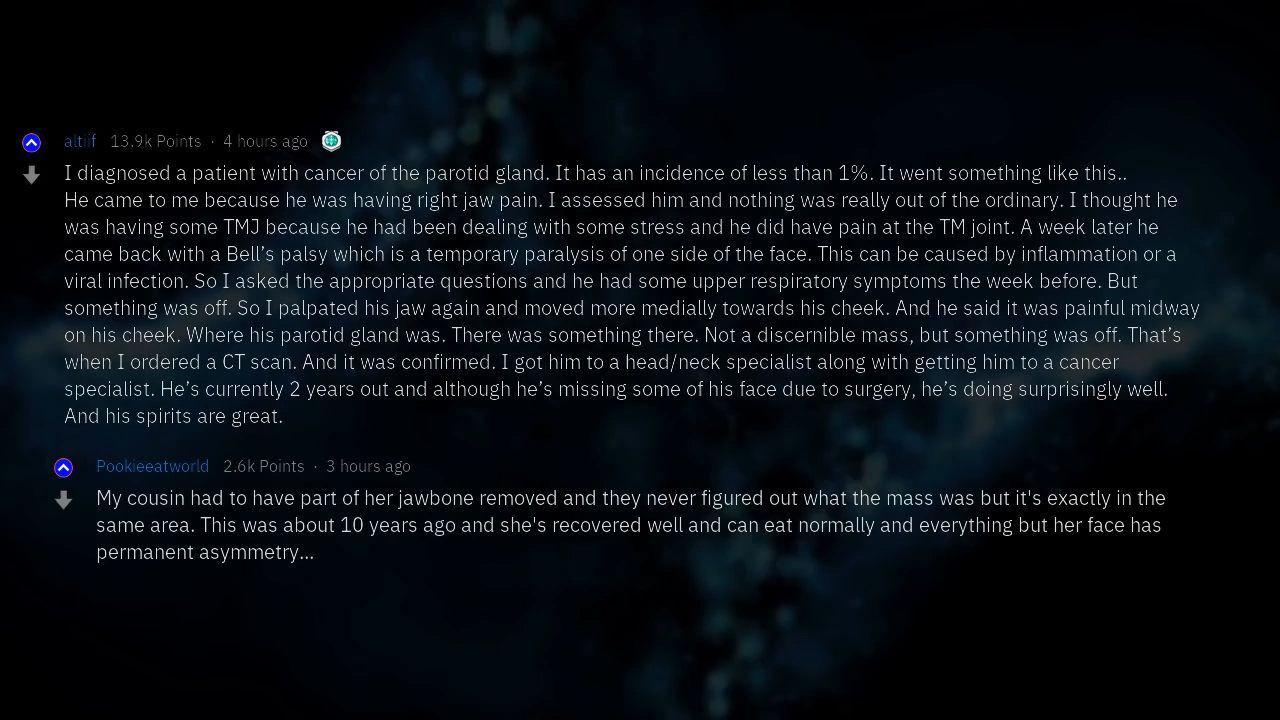 altiif 13.9k Points · 4 hours ago
I diagnosed a patient with cancer of the parotid gland. It has an incidence of less than 1%. It went something like this..
He came to me because he was having right jaw pain. I assessed him and nothing was really out of the ordinary. I thought he
was having some TMJ because he had been dealing with some stress and he did have pain at the TM joint. A week later he
came back with a Bell’s palsy which is a temporary paralysis of one side of the face. This can be caused by inflammation or a
viral infection. So I asked the appropriate questions and he had some upper respiratory symptoms the week before. But
something was off. So I palpated his jaw again and moved more medially towards his cheek. And he said it was painful midway
on his cheek. Where his parotid gland was. There was something there. Not a discernible mass, but something was off. That’s
when I ordered a CT scan. And it was confirmed. I got him to a head/neck specialist along with getting him to a cancer
specialist. He’s currently 2 years out and although he’s missing some of his face due to surgery, he’s doing surprisingly well.
And his spirits are great.
Pookieeatworld 2.6k Points · 3 hours ago
My cousin had to have part of her jawbone removed and they never figured out what the mass was but it's exactly in the
same area. This was about 10 years ago and she's recovered well and can eat normally and everything but her face has
permanent asymmetry...